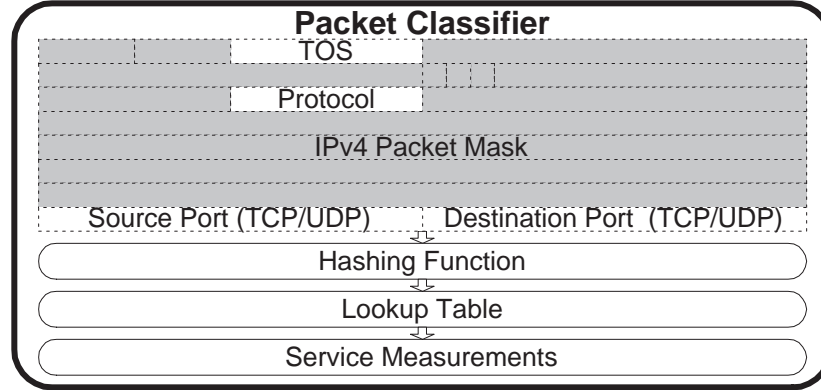 Packet Classifier
TOS
Protocol
IPv4 Packet Mask
Source Port (TCP/UDP) Destination Port (TCP/UDP)
Hashing Function
Lookup Table
Service Measurements